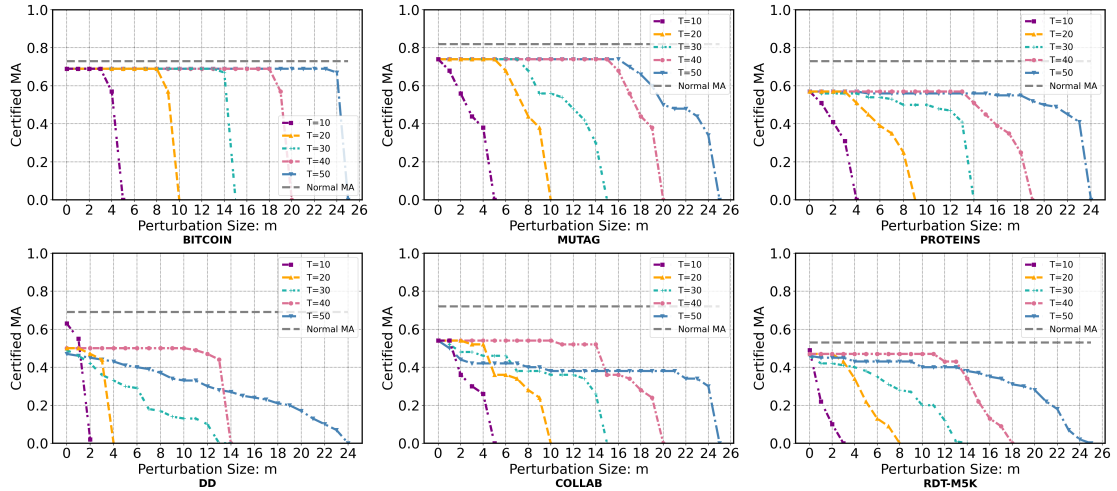 Certified MA
1.0
0.8
0.6
0.4
0.2
0.0
T=10
T=20
T=30
T=40
T=50
Normal MA
0 2 4 6 8 10 12 14 16 18 20 22 24 26
Perturbation Size: m
BITCOIN
Certified MA
1.0
0.8
0.6
0.4
0.2
0.0
T=10
T=20
T=30
T=40
T=50
Normal MA
0 2 4 6 8 10 12 14 16 18 20 22 24 26
Perturbation Size: m
MUTAG
Certified MA
1.0
0.8
0.6
0.4
0.2
0.0
T=10
T=20
T=30
T=40
T=50
Normal MA
0 2 4 6 8 10 12 14 16 18 20 22 24
Perturbation Size: m
PROTEINS
Certified MA
1.0
0.8
0.6
0.4
0.2
0.0
T=10
T=20
T=30
T=40
T=50
Normal MA
0 2 4 6 8 10 12 14 16 18 20 22 24
Perturbation Size: m
DD
Certified MA
1.0
0.8
0.6
0.4
0.2
0.0
T=10
T=20
T=30
T=40
T=50
Normal MA
0 2 4 6 8 10 12 14 16 18 20 22 24 26
Perturbation Size: m
COLLAB
Certified MA
1.0
0.8
0.6
0.4
0.2
0.0
T=10
T=20
T=30
T=40
T=50
Normal MA
0 2 4 6 8 10 12 14 16 18 20 22 24
Perturbation Size: m
RDT-M5K